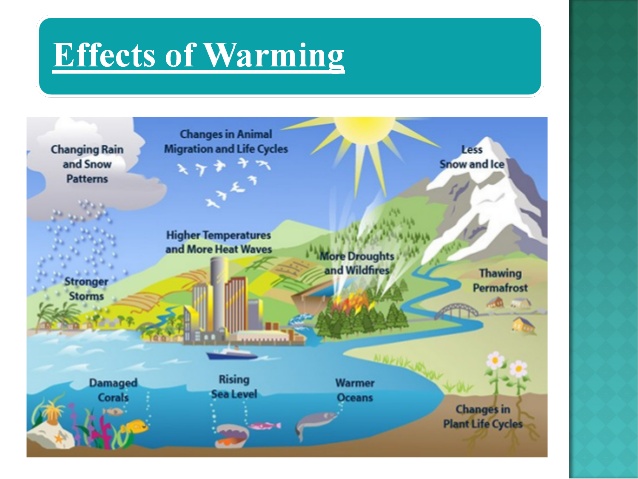 Effects of Warming
Changing Rain
and Snow
Patterns
Changes in Animal
Migration and Life Cycles
Less
Snow and Ice
Higher Temperatures
and More Heat Waves
More Droughts
and Wildfires
Stronger
Storms
Thawing
Permafrost
Damaged
Corals
Rising
Sea Level
Warmer
Oceans
Changes in
Plant Life Cycles